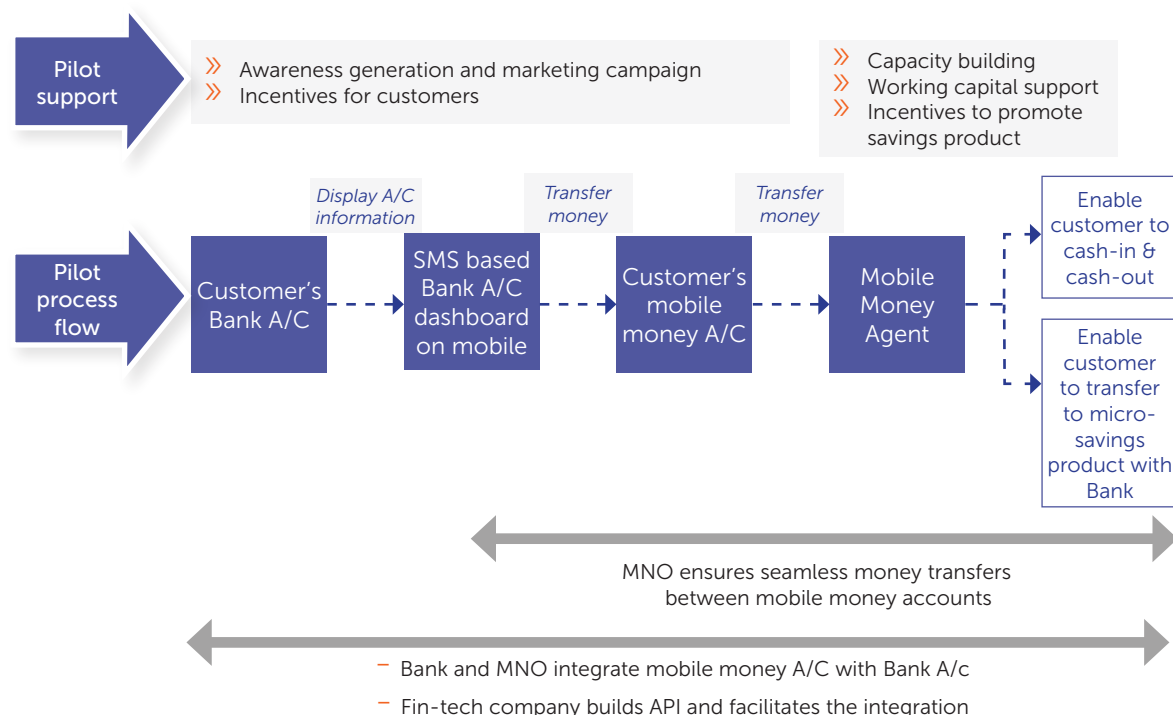 Pilot
support
» Awareness generation and marketing campaign
» Incentives for customers
» Capacity building
» Working capital support
» Incentives to promote
savings product
Pilot
process
flow
Display A/C
information
Transfer
money
Transfer
money
Customer's
Bank A/C
SMS based
Bank A/C
dashboard
on mobile
Customer's
mobile
money A/C
Mobile
Money
Agent
Enable
customer to
cash-in &
cash-out
Enable
customer
to transfer
to micro-
savings
product with
Bank
MNO ensures seamless money transfers
between mobile money accounts
– Bank and MNO integrate mobile money A/C with Bank A/c
– Fin-tech company builds API and facilitates the integration